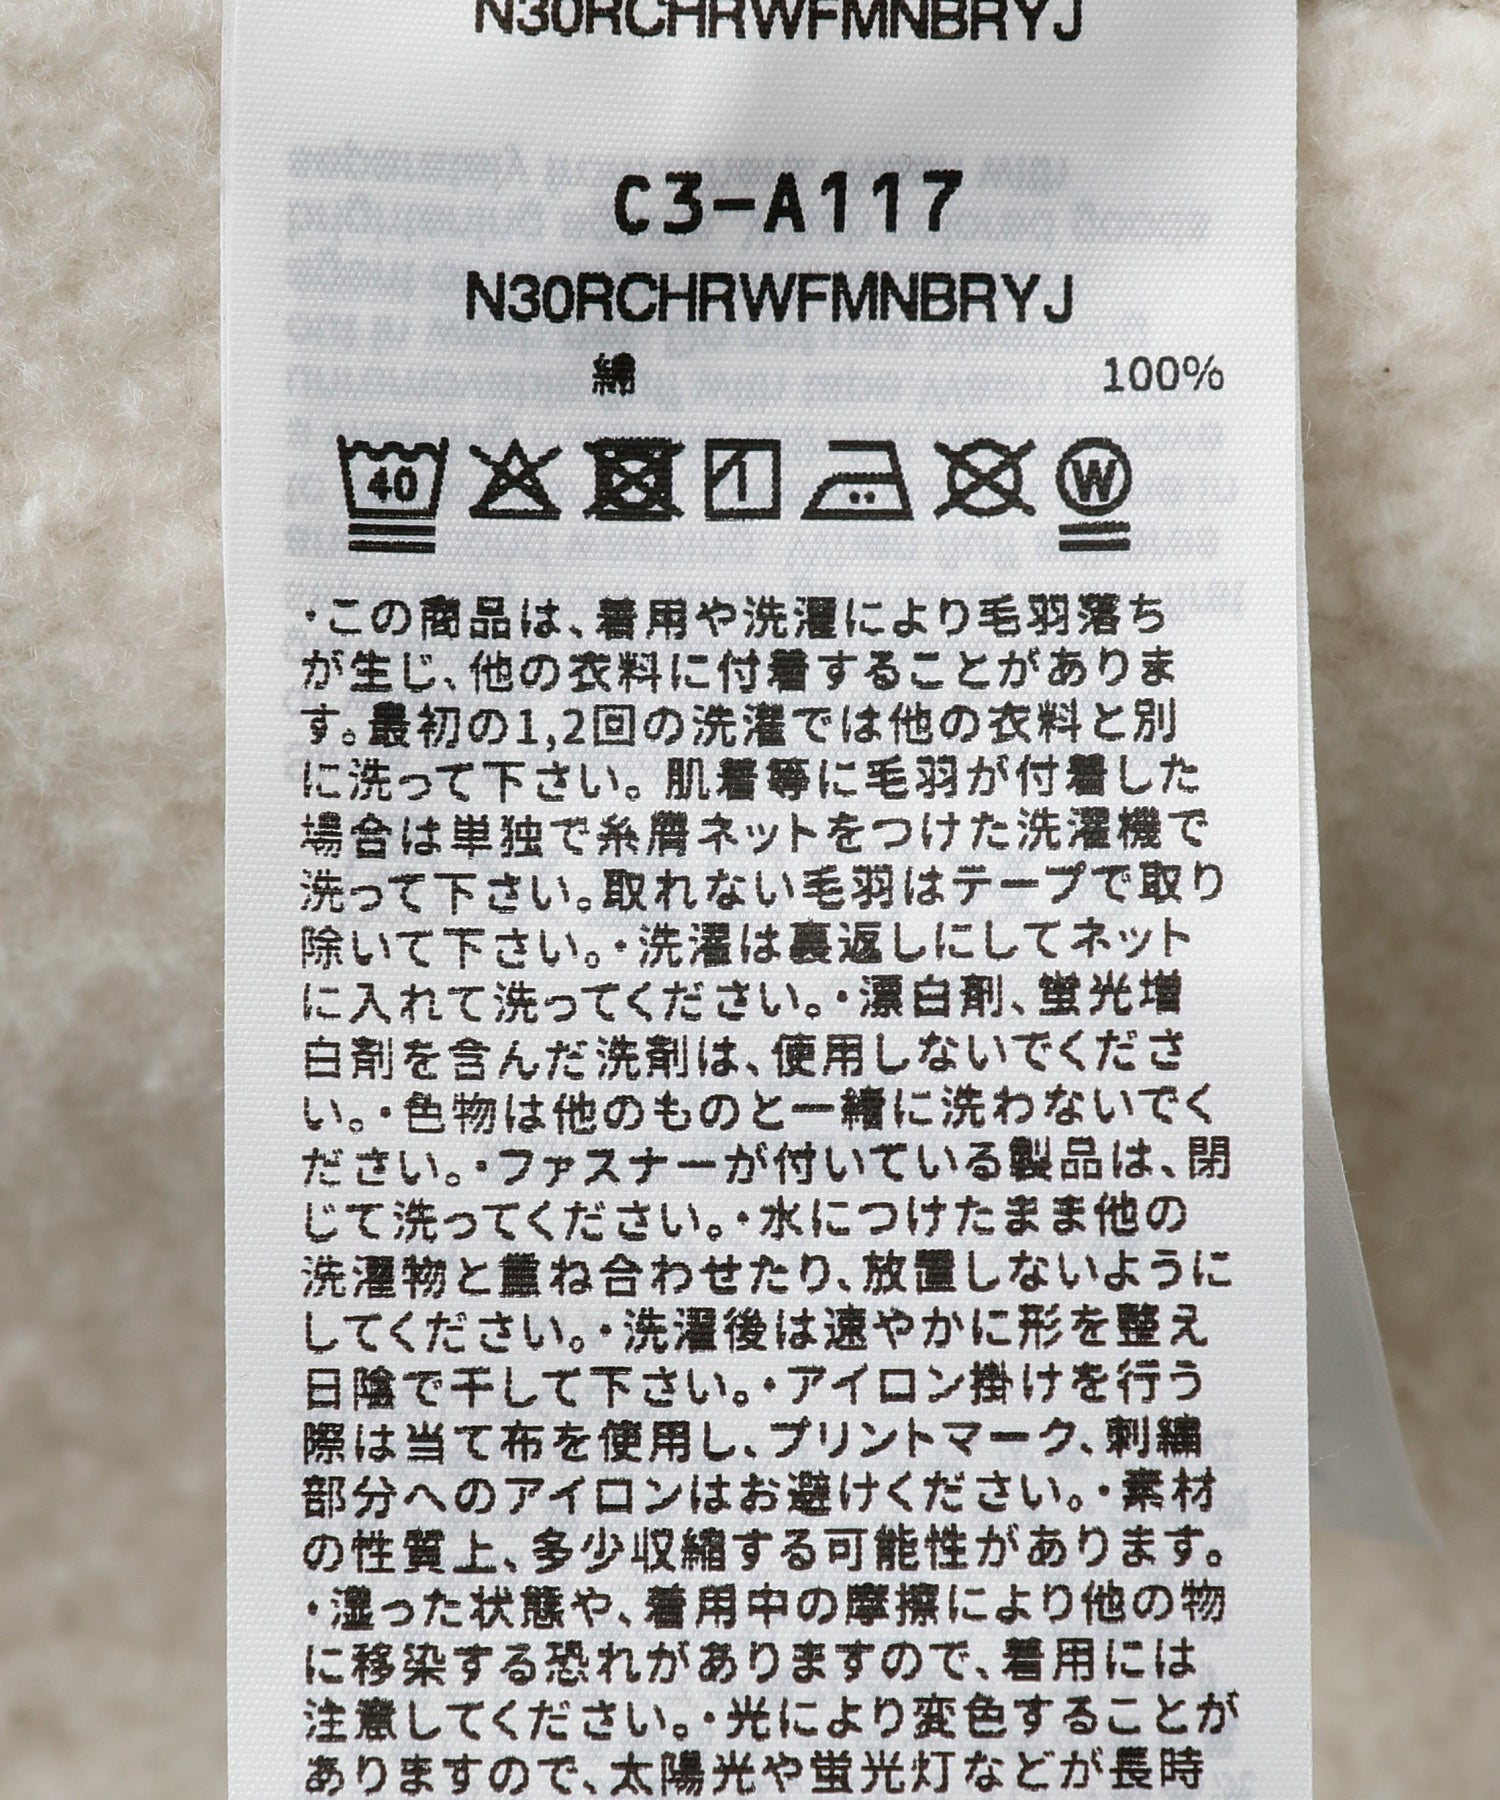 N30RCHRWFMNBRYJ
C3-A117
N30RCHRWFMNBRYJ
綿 100%
40
W
・この商品は、着用や洗濯により毛羽落ち
が生じ、他の衣料に付着することがありま
す。最初の1,2回の洗濯では他の衣料と別
に洗って下さい。肌着等に毛羽が付着した
場合は単独で糸屑ネットをつけた洗濯機で
洗って下さい。取れない毛羽はテープで取り
除いて下さい。・洗濯は裏返しにしてネット
に入れて洗ってください。・漂白剤、蛍光増
白剤を含んだ洗剤は、使用しないでくださ
い。・色物は他のものと一緒に洗わないでく
ださい。・ファスナーが付いている製品は、閉
じて洗ってください。・水につけたまま他の
洗濯物と重ね合わせたり、放置しないように
してください。・洗濯後は速やかに形を整え
日陰で干して下さい。・アイロン掛けを行う
際は当て布を使用し、プリントマーク、刺繍
部分へのアイロンはお避けください。・素材
の性質上、多少収縮する可能性があります。
・湿った状態や、着用中の摩擦により他の物
に移染する恐れがありますので、着用には
注意してください。・光により変色することが
ありますので、太陽光や蛍光灯などが長時